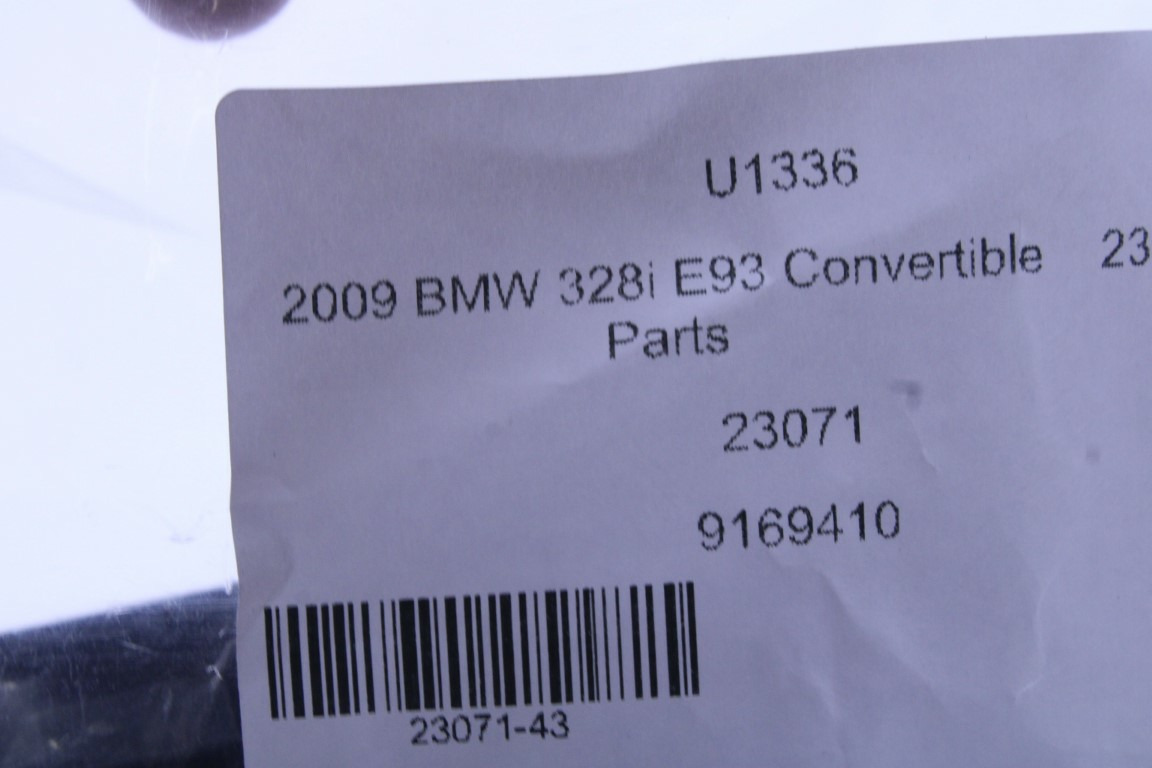 U1336
2009 BMW 328i E93 Convertible 23
Parts
23071
9169410
23071-43